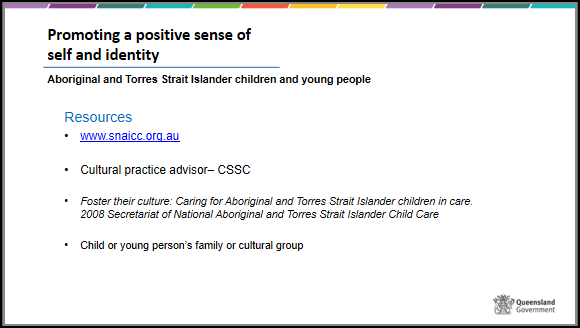 Promoting a positive sense of
self and identity
Aboriginal and Torres Strait Islander children and young people
Resources
• www.snaicc.org.au
• Cultural practice advisor– CSSC
• Foster their culture: Caring for Aboriginal and Torres Strait Islander children in care.
2008 Secretariat of National Aboriginal and Torres Strait Islander Child Care
• Child or young person's family or cultural group
Queensland
Government